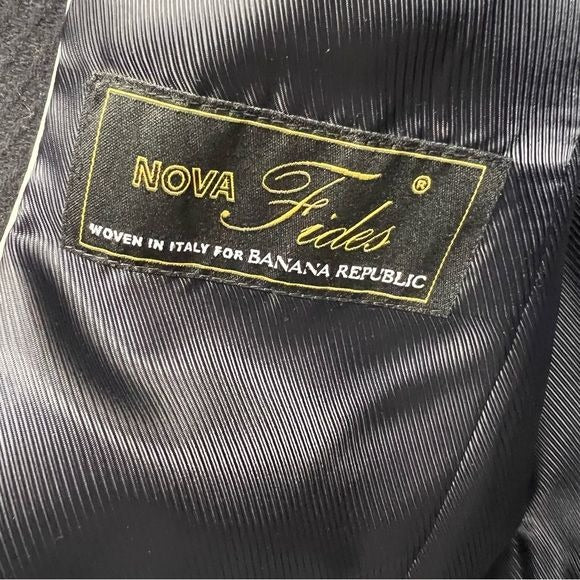 NOVA Fides ®
WOVEN IN ITALY FOR BANANA REPUBLIC